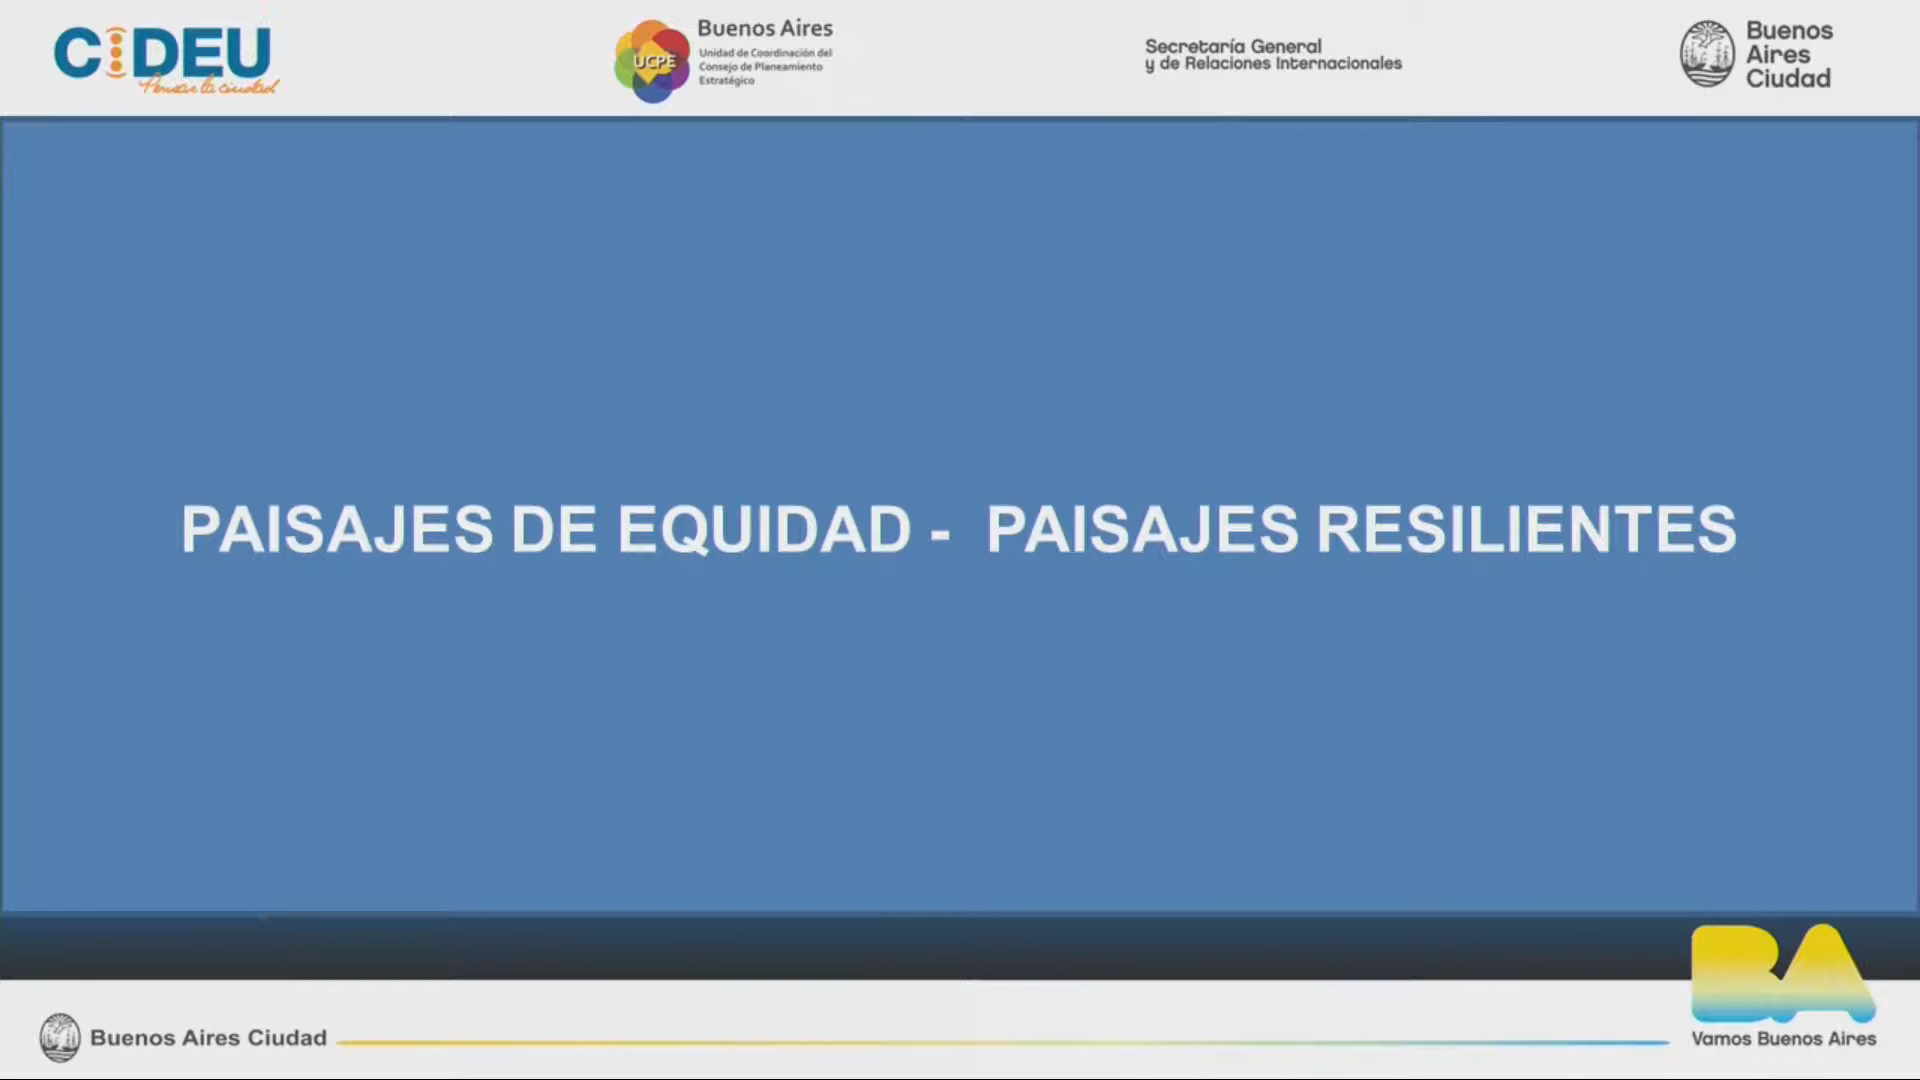 CIDEU
Pensar la ciudad
UCPE
Buenos Aires
Unidad de Coordinación del
Consejo de Planeamiento
Estratégico
Secretaría General
y de Relaciones Internacionales
Buenos
Aires
Ciudad
PAISAJES DE EQUIDAD - PAISAJES RESILIENTES
BA
Buenos Aires Ciudad
Vamos Buenos Aires